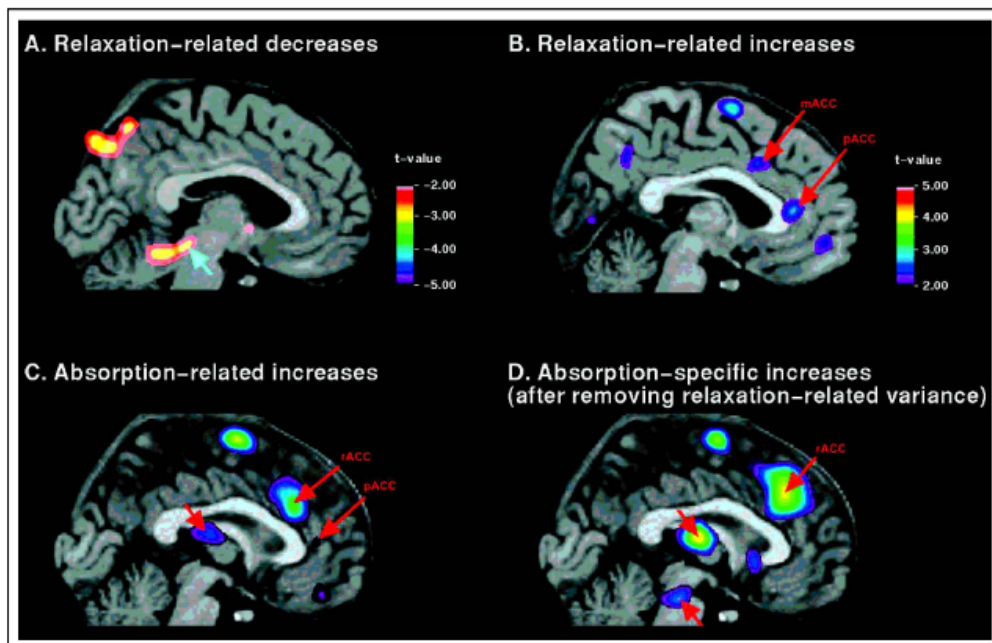 A. Relaxation-related decreases
t-value
-2.00
-3.00
-4.00
-5.00
B. Relaxation-related increases
mACC
pACC
t-value
5.00
4.00
3.00
2.00
C. Absorption-related increases
rACC
pACC
D. Absorption-specific increases
(after removing relaxation-related variance)
rACC